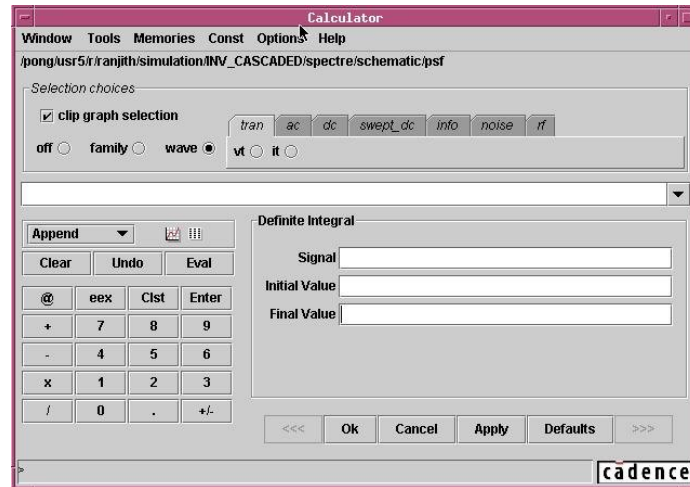 Calculator
Window Tools Memories Const Options Help
/pong/usr5/r/ranjith/simulation/INV_CASCADED/spectre/schematic/psf
Selection choices
clip graph selection
tran ac dc swept_dc info noise rf
off family wave vt it
Append
Definite Integral
Clear Undo Eval
Signal
Initial Value
Final Value
@ eex Clst Enter
+ 7 8 9
- 4 5 6
x 1 2 3
/ 0 . +/-
<<< Ok Cancel Apply Defaults >>>
>
cādence